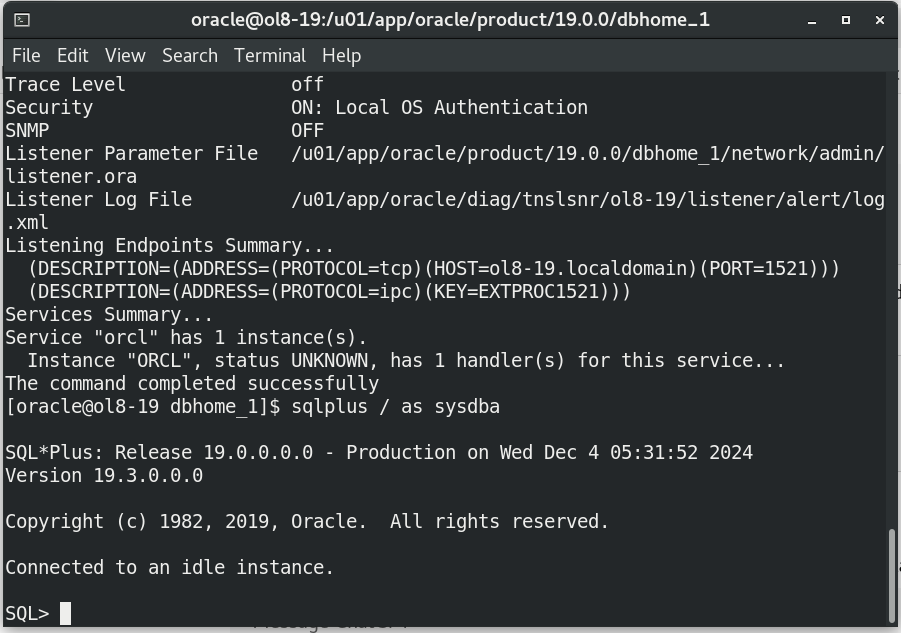 oracle@ol8-19:/u01/app/oracle/product/19.0.0/dbhome_1
File Edit View Search Terminal Help
Trace Level               off
Security                  ON: Local OS Authentication
SNMP                      OFF
Listener Parameter File   /u01/app/oracle/product/19.0.0/dbhome_1/network/admin/
listener.ora
Listener Log File         /u01/app/oracle/diag/tnslsnr/ol8-19/listener/alert/log
.xml
Listening Endpoints Summary...
  (DESCRIPTION=(ADDRESS=(PROTOCOL=tcp)(HOST=ol8-19.localdomain)(PORT=1521)))
  (DESCRIPTION=(ADDRESS=(PROTOCOL=ipc)(KEY=EXTPROC1521)))
Services Summary...
Service "orcl" has 1 instance(s).
  Instance "ORCL", status UNKNOWN, has 1 handler(s) for this service...
The command completed successfully
[oracle@ol8-19 dbhome_1]$ sqlplus / as sysdba
SQL*Plus: Release 19.0.0.0.0 - Production on Wed Dec 4 05:31:52 2024
Version 19.3.0.0.0
Copyright (c) 1982, 2019, Oracle.  All rights reserved.
Connected to an idle instance.
SQL>